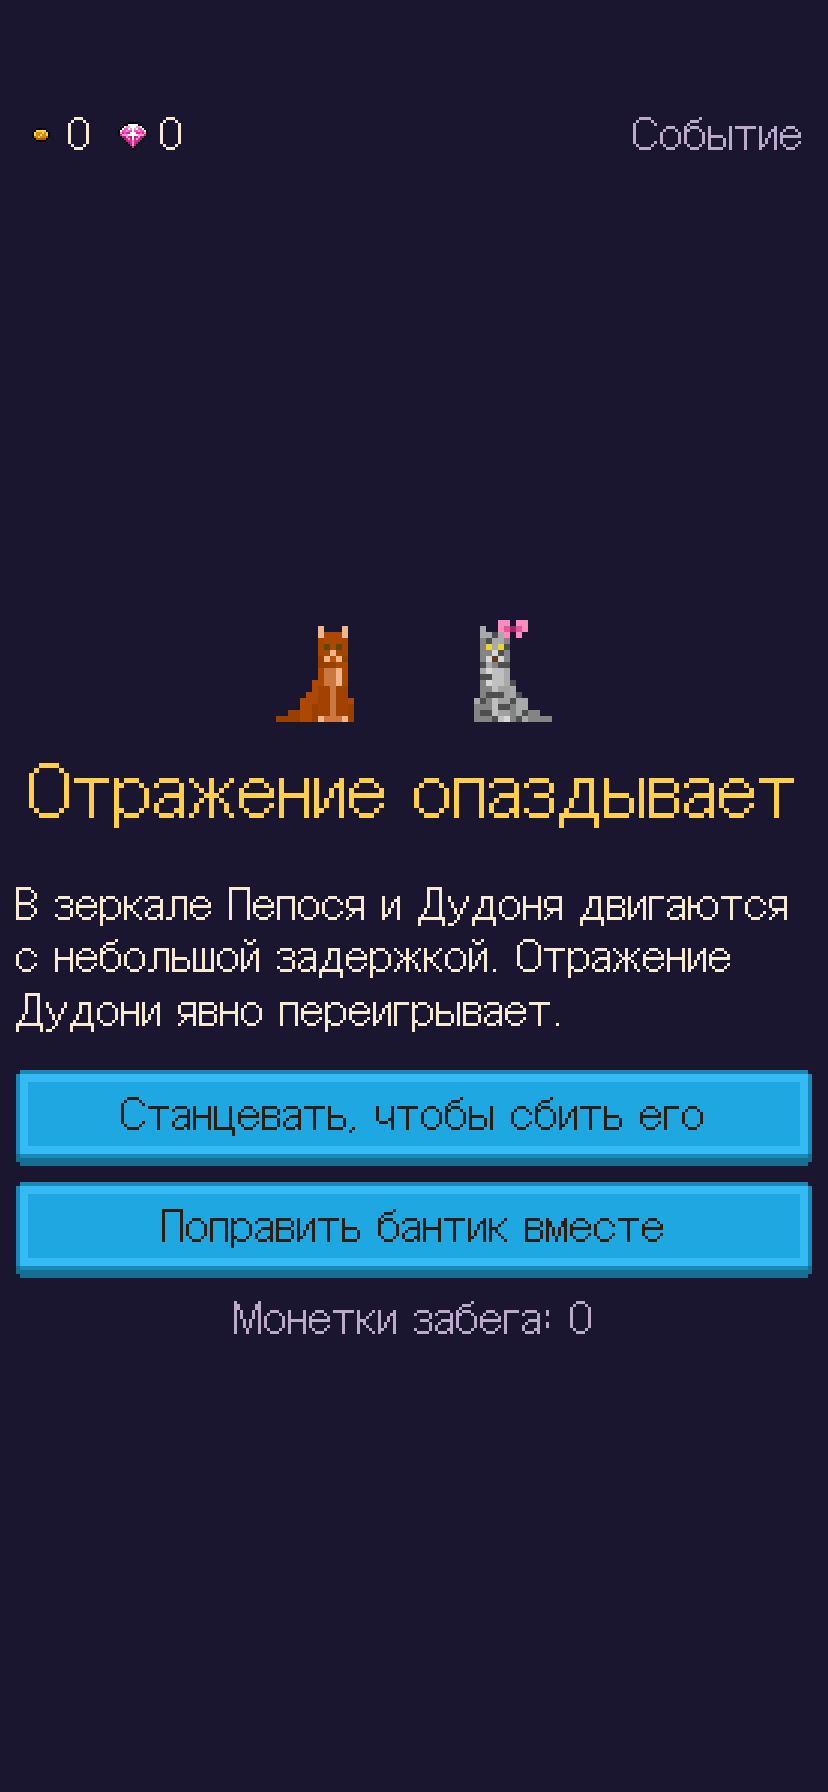 0 0 Событие
Отражение опаздывает
В зеркале Пепося и Дудоня двигаются
с небольшой задержкой. Отражение
Дудони явно переигрывает.
Станцевать, чтобы сбить его
Поправить бантик вместе
Монетки забега: 0